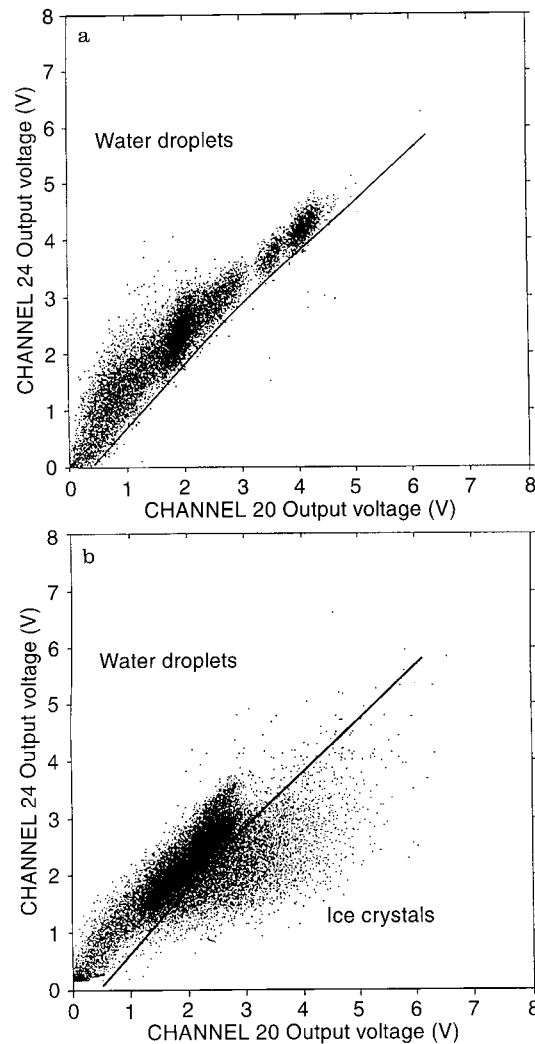 a
8
7
6
5
4
3
2
1
0
CHANNEL 24 Output voltage (V)
Water droplets
0 1 2 3 4 5 6 7 8
CHANNEL 20 Output voltage (V)
b
8
7
6
5
4
3
2
1
0
CHANNEL 24 Output voltage (V)
Water droplets
Ice crystals
0 1 2 3 4 5 6 7 8
CHANNEL 20 Output voltage (V)